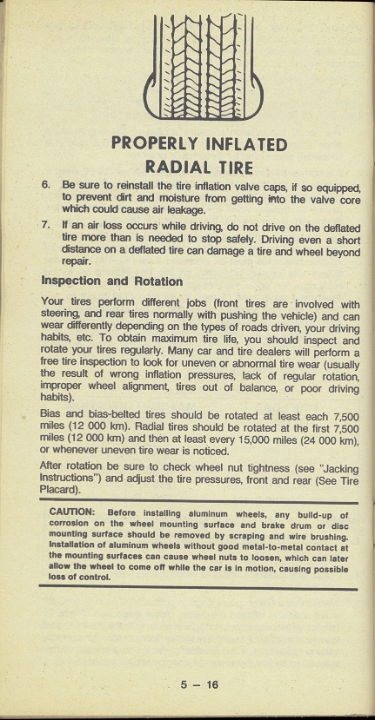 PROPERLY INFLATED
RADIAL TIRE
6. Be sure to reinstall the tire inflation valve caps, if so equipped,
to prevent dirt and moisture from getting into the valve core
which could cause air leakage.
7. If an air loss occurs while driving, do not drive on the deflated
tire more than is needed to stop safely. Driving even a short
distance on a deflated tire can damage a tire and wheel beyond
repair.
Inspection and Rotation
Your tires perform different jobs (front tires are involved with
steering, and rear tires normally with pushing the vehicle) and can
wear differently depending on the types of roads driven, your driving
habits, etc. To obtain maximum tire life, you should inspect and
rotate your tires regularly. Many car and tire dealers will perform a
free tire inspection to look for uneven or abnormal tire wear (usually
the result of wrong inflation pressures, lack of regular rotation,
improper wheel alignment, tires out of balance, or poor driving
habits).
Bias and bias-belted tires should be rotated at least each 7,500
miles (12 000 km). Radial tires should be rotated at the first 7,500
miles (12 000 km) and then at least every 15,000 miles (24 000 km),
or whenever uneven tire wear is noticed.
After rotation be sure to check wheel nut tightness (see "Jacking
Instructions") and adjust the tire pressures, front and rear (See Tire
Placard).
CAUTION: Before installing aluminum wheels, any build-up of
corrosion on the wheel mounting surface and brake drum or disc
mounting surface should be removed by scraping and wire brushing.
Installation of aluminum wheels without good metal-to-metal contact at
the mounting surfaces can cause wheel nuts to loosen, which can later
allow the wheel to come off while the car is in motion, causing possible
loss of control.
5 – 16